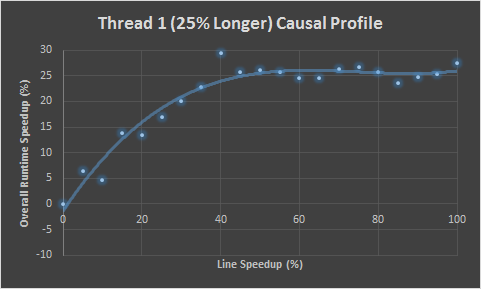 Thread 1 (25% Longer) Causal Profile
Overall Runtime Speedup (%)
30
25
20
15
10
5
0
-5
-10
0 20 40 60 80 100
Line Speedup (%)